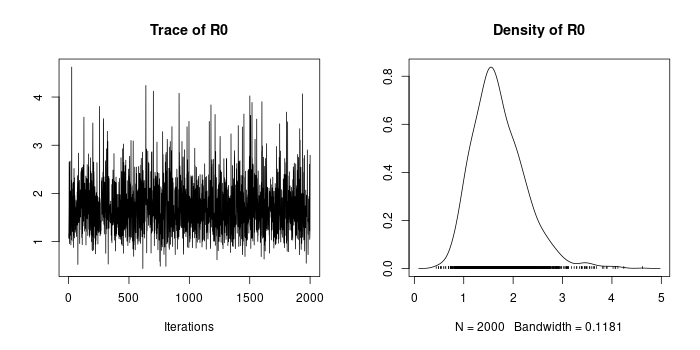 Trace of R0
4
3
2
1
0 500 1000 1500 2000
Iterations
Density of R0
0.8
0.6
0.4
0.2
0.0
0 1 2 3 4 5
N = 2000 Bandwidth = 0.1181